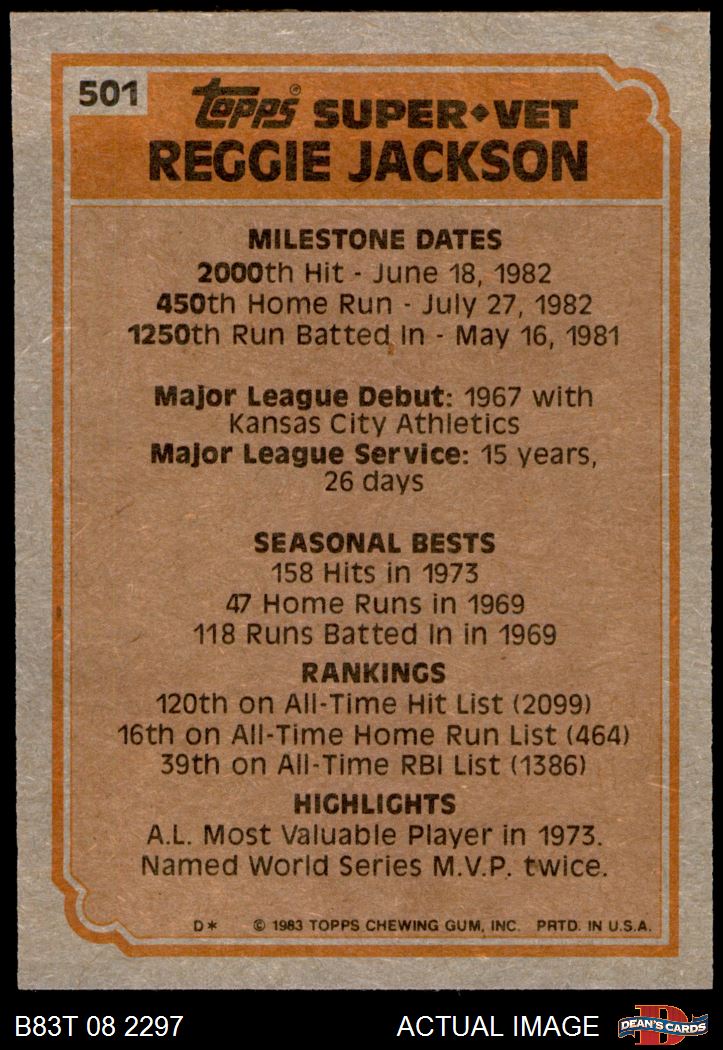 501
Topps® SUPER◆VET
REGGIE JACKSON
MILESTONE DATES
2000th Hit - June 18, 1982
450th Home Run - July 27, 1982
1250th Run Batted In - May 16, 1981
Major League Debut: 1967 with
Kansas City Athletics
Major League Service: 15 years,
26 days
SEASONAL BESTS
158 Hits in 1973
47 Home Runs in 1969
118 Runs Batted In in 1969
RANKINGS
120th on All-Time Hit List (2099)
16th on All-Time Home Run List (464)
39th on All-Time RBI List (1386)
HIGHLIGHTS
A.L. Most Valuable Player in 1973.
Named World Series M.V.P. twice.
D* © 1983 TOPPS CHEWING GUM, INC. PRTD. IN U.S.A.
B83T 08 2297 ACTUAL IMAGE D DEAN'S CARDS